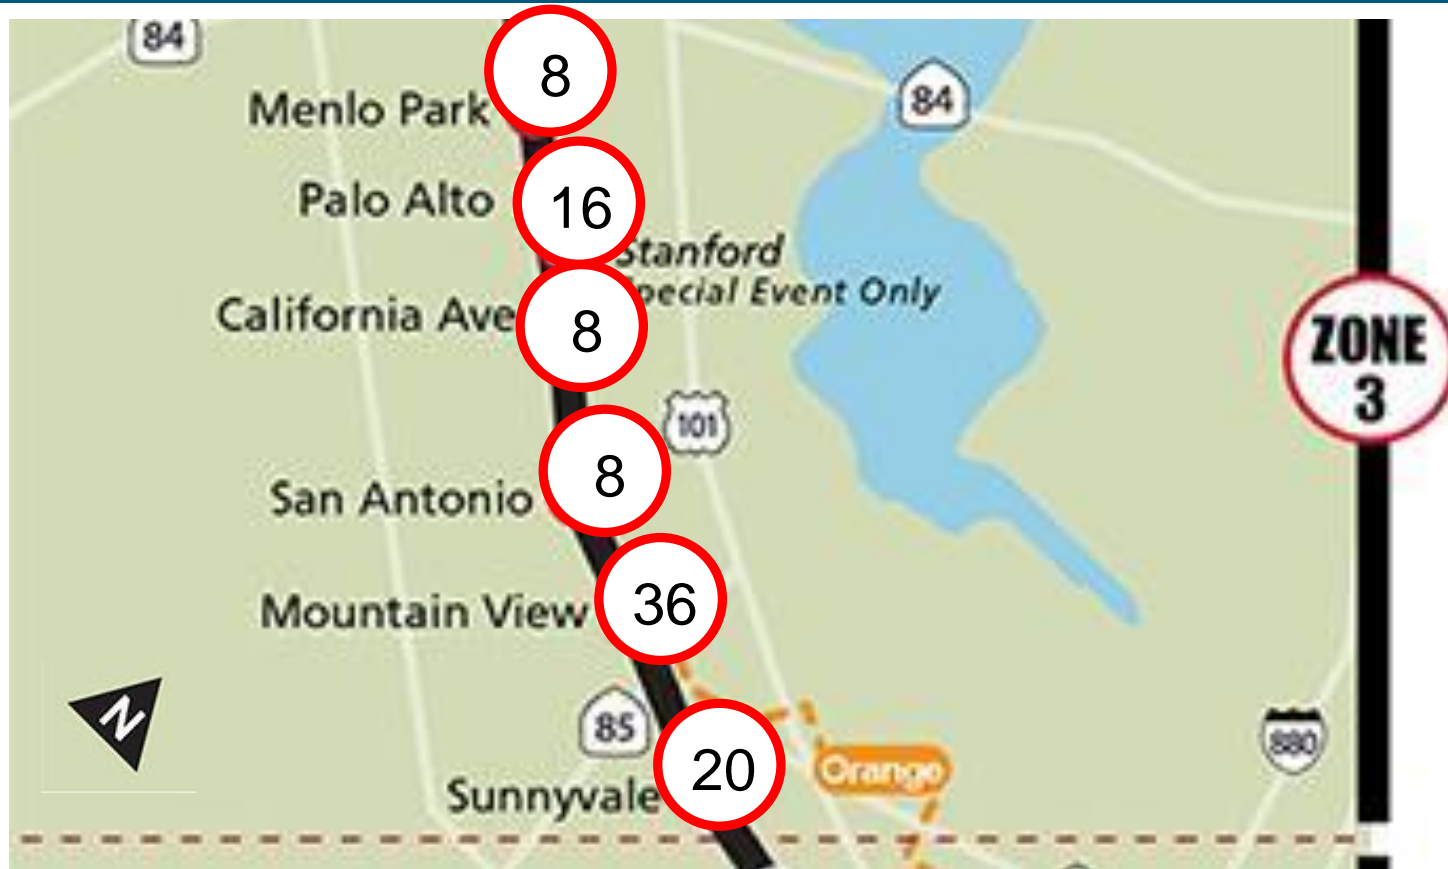 84
8
Menlo Park
84
Palo Alto
16
Stanford
Special Event Only
California Ave
8
ZONE
3
101
San Antonio
8
Mountain View
36
N
85
880
20
Orange
Sunnyvale